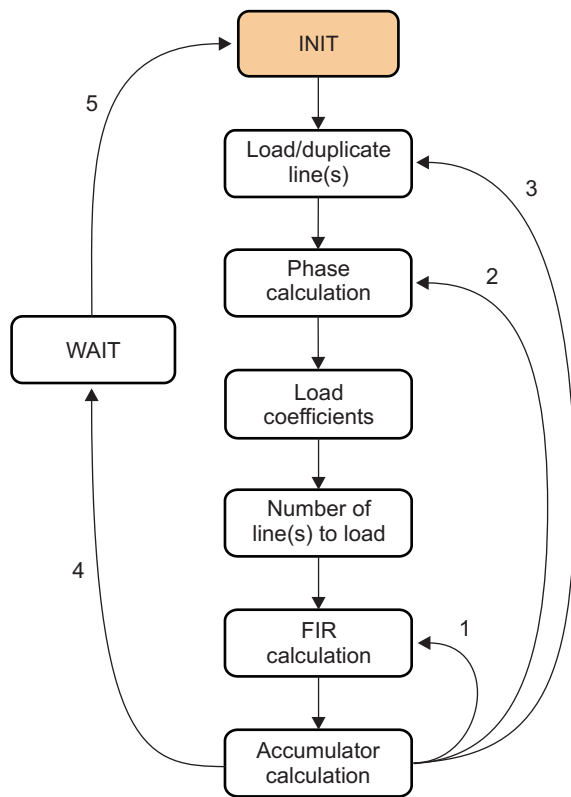 INIT
5
Load/duplicate
line(s)
3
Phase
calculation
2
WAIT
Load
coefficients
Number of
line(s) to load
4
FIR
calculation
1
Accumulator
calculation